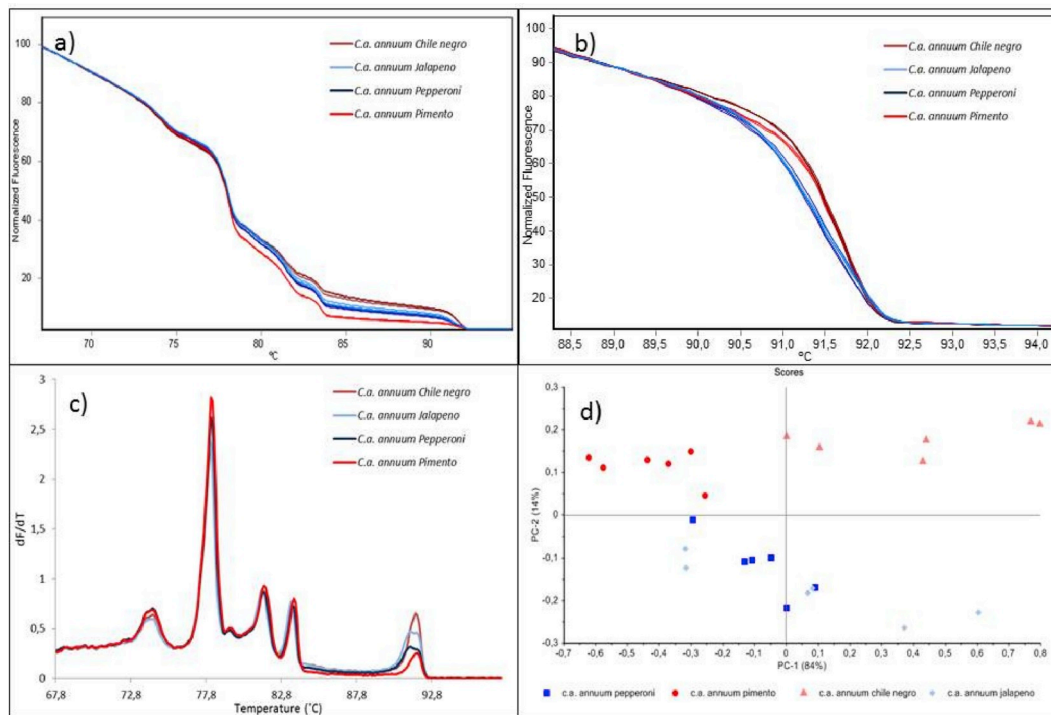 a)
C.a. annuum Chile negro
C.a. annuum Jalapeno
C.a. annuum Pepperoni
C.a. annuum Pimento
Normalized Fluorescence
100
80
60
40
20
70 75 80 85 90
°C
b)
C.a. annuum Chile negro
C.a. annuum Jalapeno
C.a. annuum Pepperoni
C.a. annuum Pimento
Normalized Fluorescence
100
90
80
70
60
50
40
30
20
10
88,5 89,0 89,5 90,0 90,5 91,0 91,5 92,0 92,5 93,0 93,5 94,0
°C
c)
C.a. annuum Chile negro
C.a. annuum Jalapeno
C.a. annuum Pepperoni
C.a. annuum Pimento
dF/dT
3
2,5
2
1,5
1
0,5
0
67,8 72,8 77,8 82,8 87,8 92,8
Temperature (°C)
Scores
d)
PC-2 (14%)
0,3
0,2
0,1
0
-0,1
-0,2
-0,3
-0,7 -0,6 -0,5 -0,4 -0,3 -0,2 -0,1 0 0,1 0,2 0,3 0,4 0,5 0,6 0,7 0,8
PC-1 (84%)
c.a. annuum pepperoni c.a. annuum pimento c.a. annuum chile negro c.a. annuum jalapeno